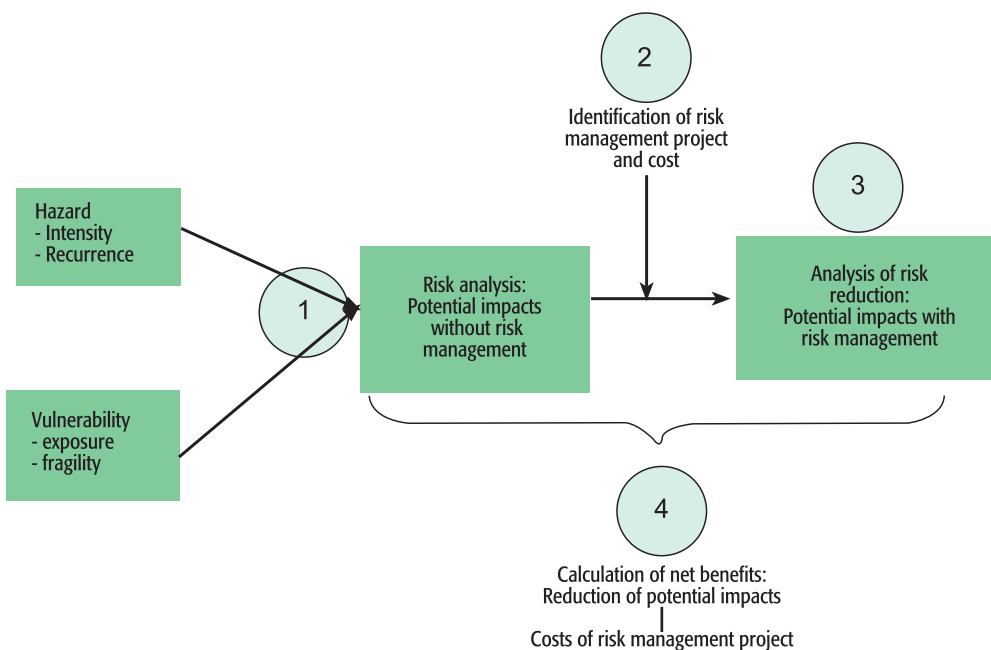 2
Identification of risk
management project
and cost
3
Hazard
- Intensity
- Recurrence
1
Risk analysis:
Potential impacts
without risk
management
Analysis of risk
reduction:
Potential impacts with
risk management
Vulnerability
- exposure
- fragility
4
Calculation of net benefits:
Reduction of potential impacts
Costs of risk management project